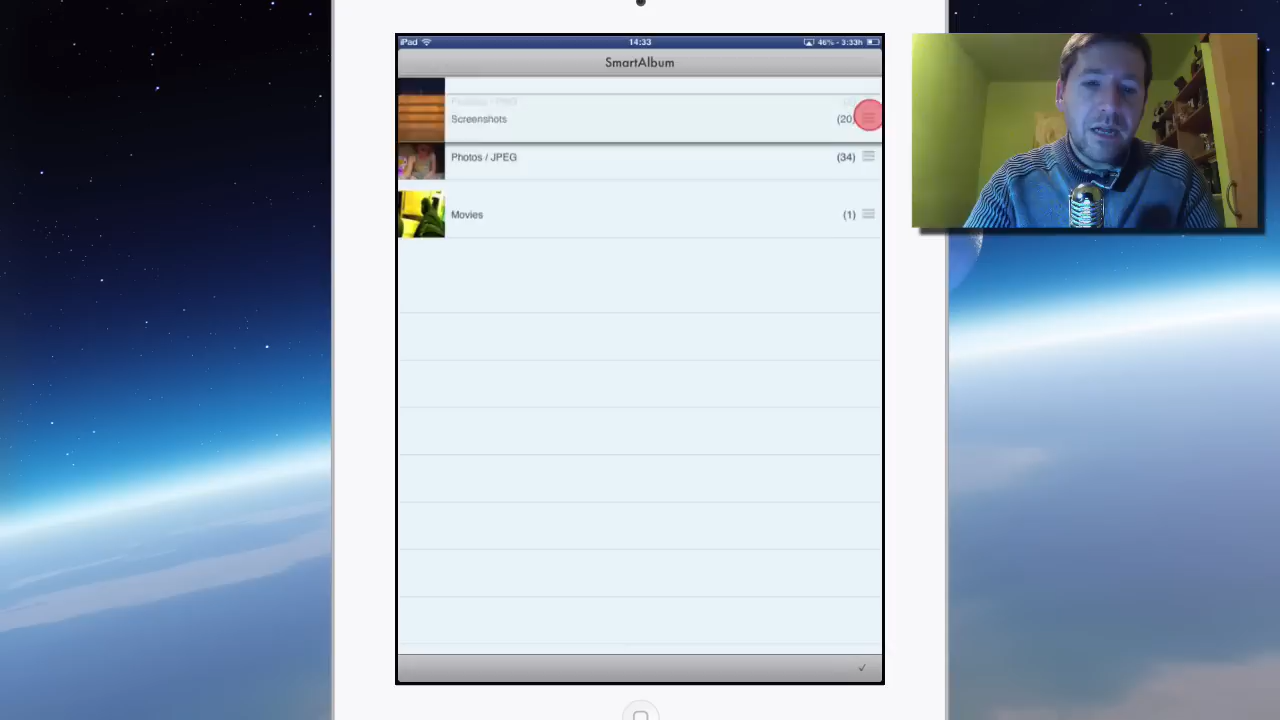 iPad 14:33 46% - 3:33h
SmartAlbum
Screenshots (20)
Photos / JPEG (34)
Movies (1)